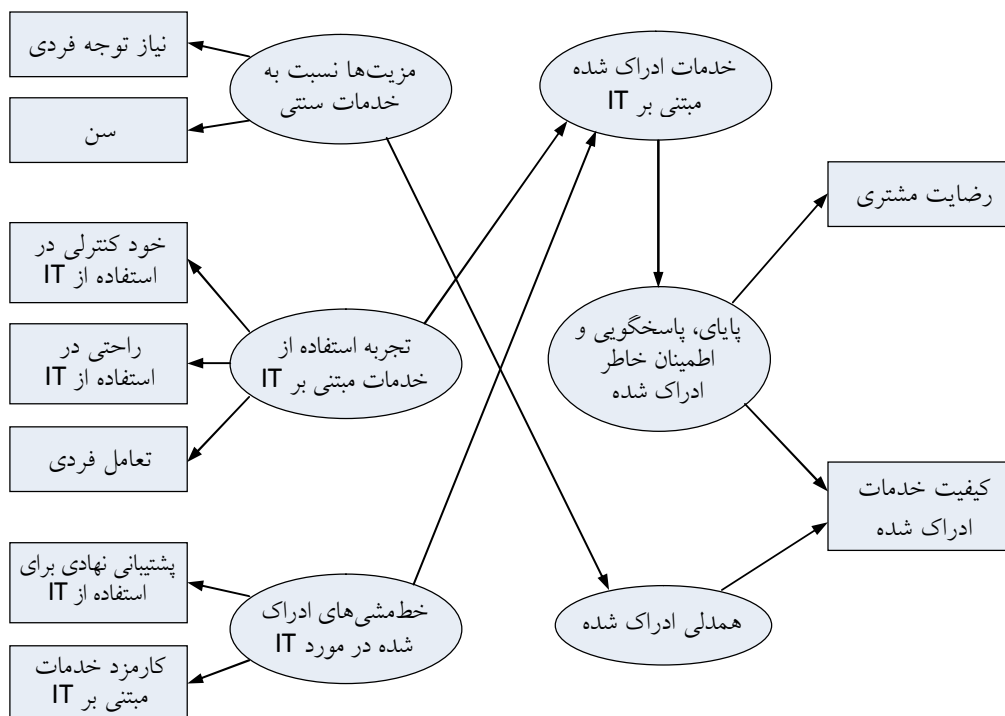 نیاز توجه فردی
سن
مزیت‌ها نسبت به
خدمات سنتی
خدمات ادراک شده
مبتنی بر IT
رضایت مشتری
خود کنترلی در
استفاده از IT
راحتی در
استفاده از IT
تعامل فردی
تجربه استفاده از
خدمات مبتنی بر IT
پایای، پاسخگویی و
اطمینان خاطر
ادراک شده
کیفیت خدمات
ادراک شده
پشتیبانی نهادی برای
استفاده از IT
کارمزد خدمات
مبتنی بر IT
خط‌مشی‌های ادراک
شده در مورد IT
همدلی ادراک شده